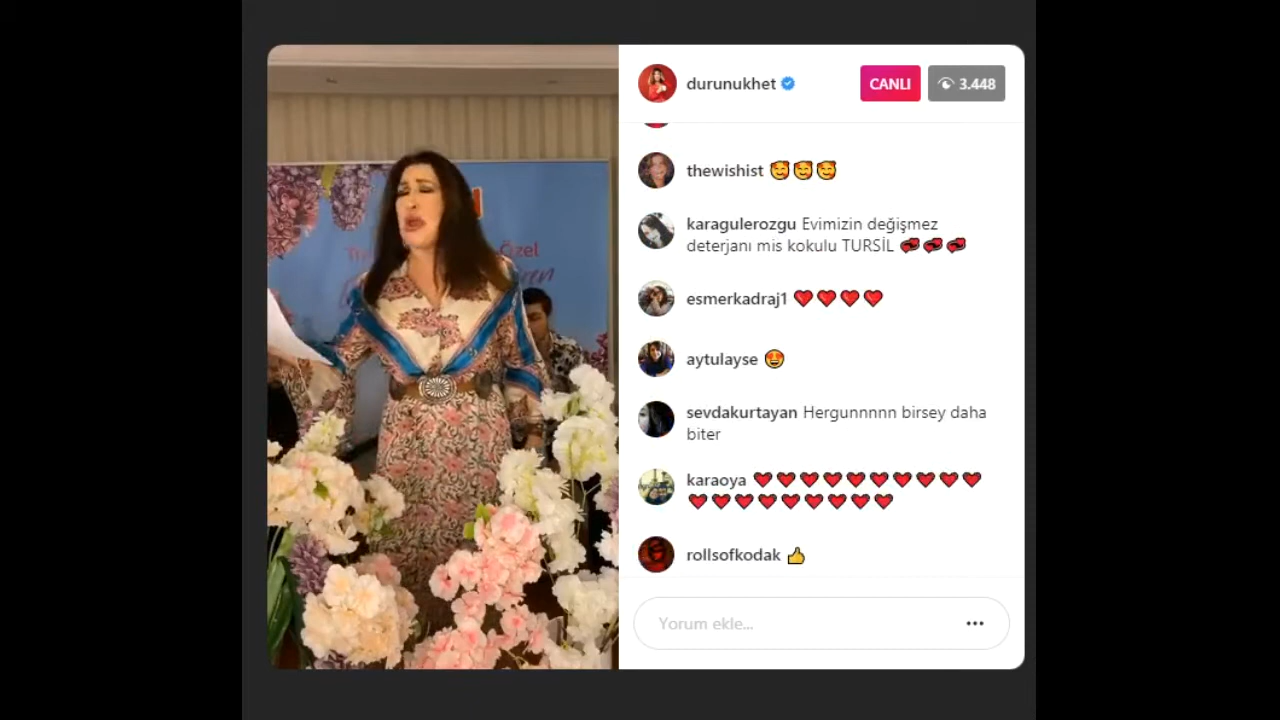 durunukhet
CANLI
3.448
thewishist
karagulerozgu Evimizin değişmez
deterjanı mis kokulu TURSİL
esmerkadraj1
aytulayse
sevdakurtayan Hergunnnnn birsey daha
biter
karaoya
rollsofkodak
Yorum ekle...
Özel